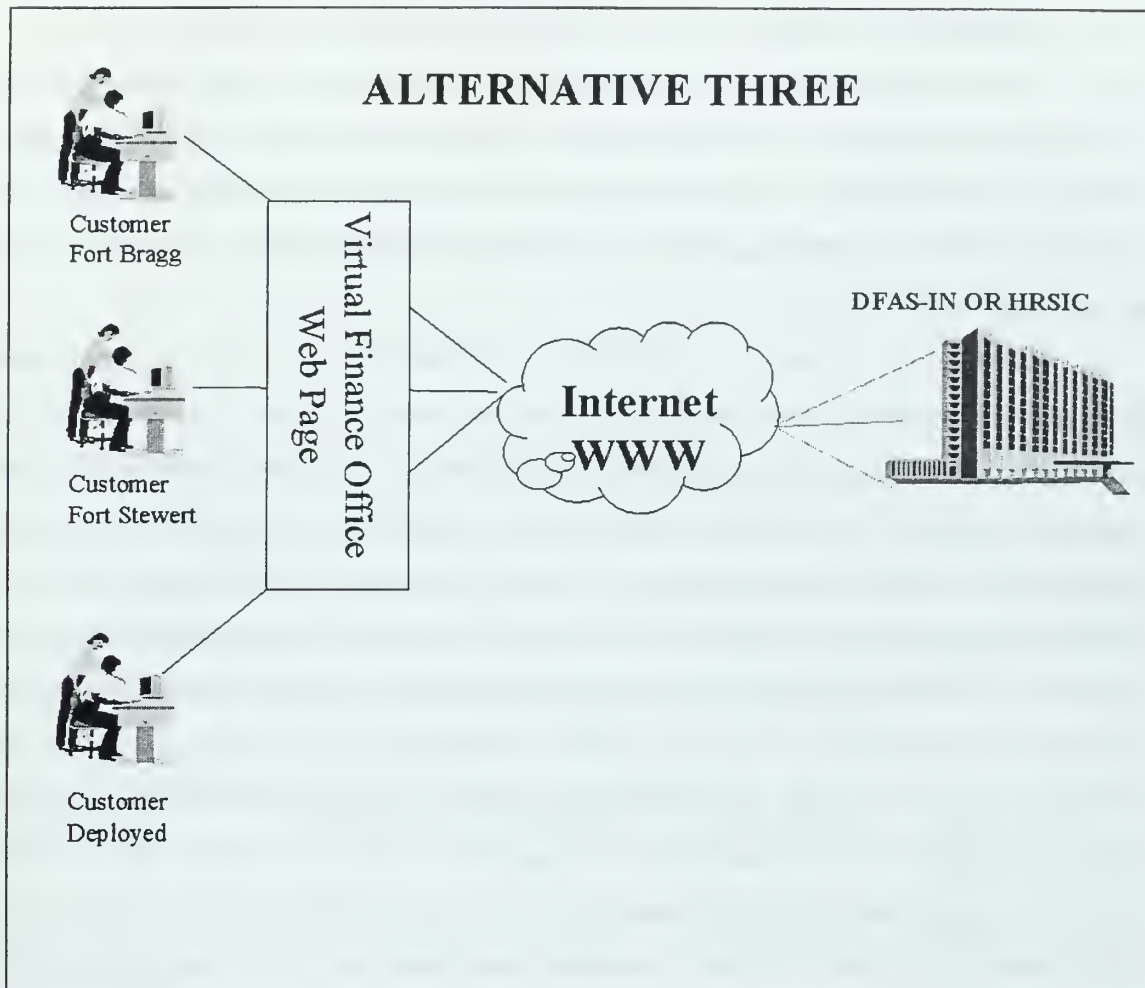 ALTERNATIVE THREE
Customer
Fort Bragg
Customer
Fort Stewert
Customer
Deployed
Virtual Finance Office
Web Page
Internet
WWW
DFAS-IN OR HRSIC